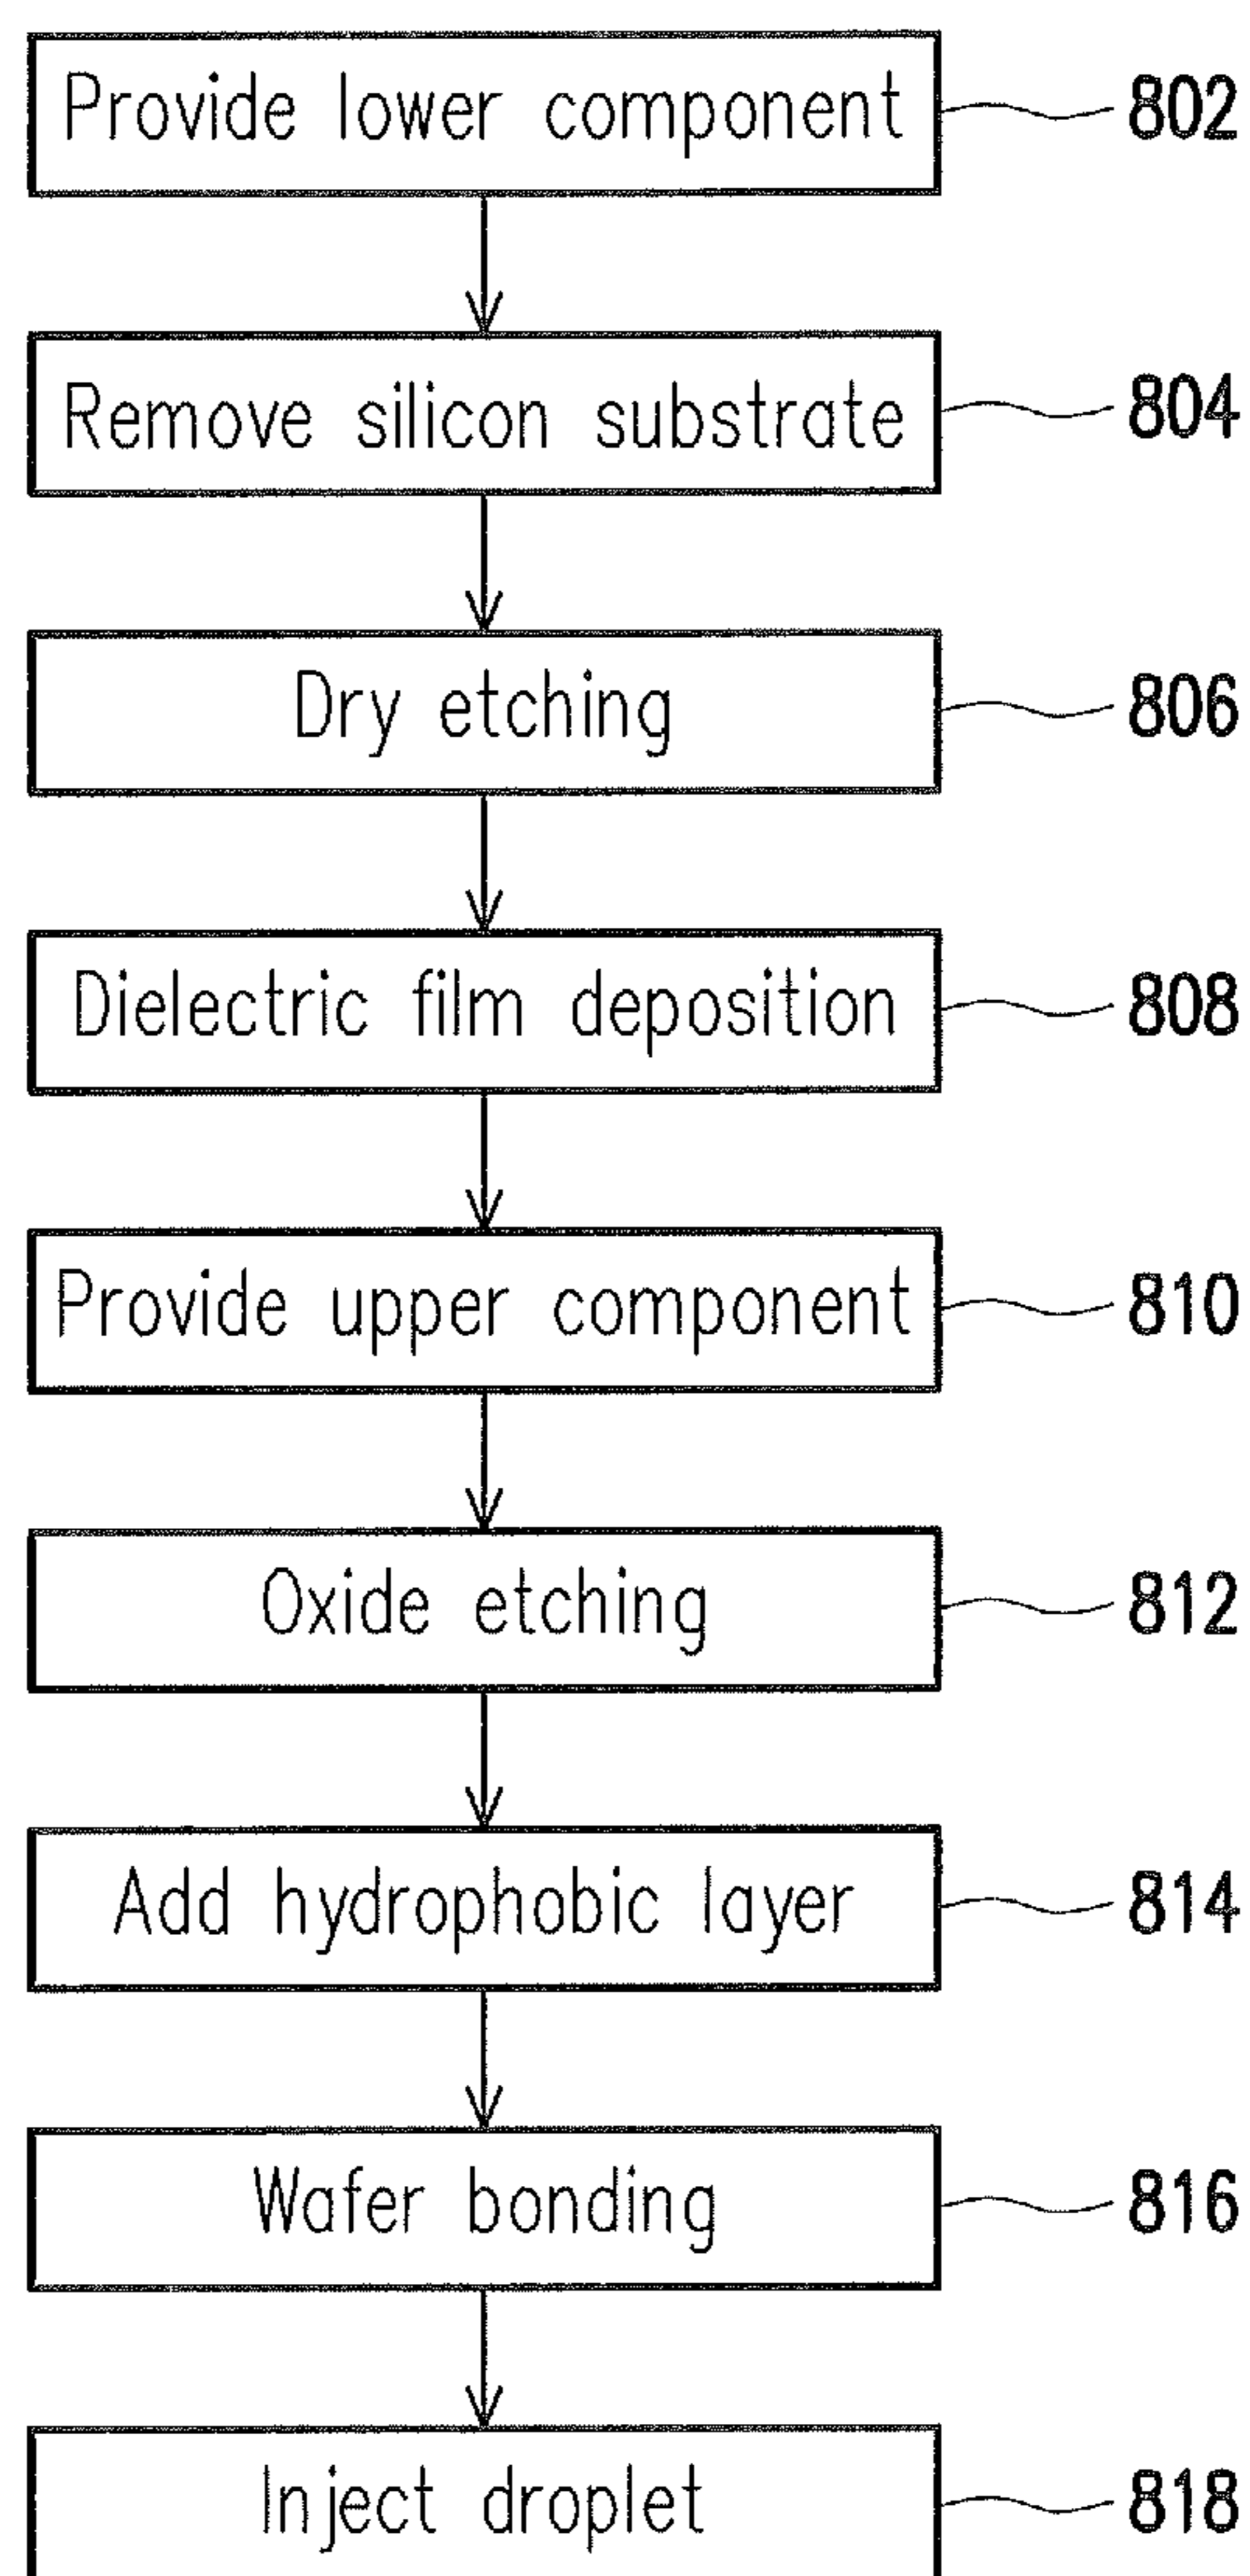 Provide lower component 802
Remove silicon substrate 804
Dry etching 806
Dielectric film deposition 808
Provide upper component 810
Oxide etching 812
Add hydrophobic layer 814
Wafer bonding 816
Inject droplet 818